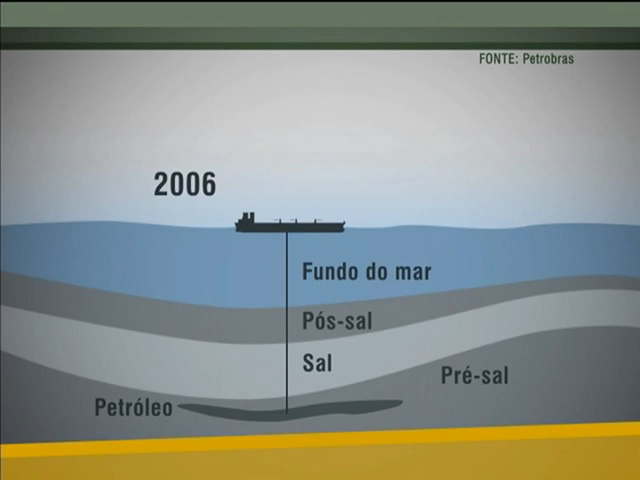 FONTE: Petrobras
2006
Fundo do mar
Pós-sal
Sal
Pré-sal
Petróleo